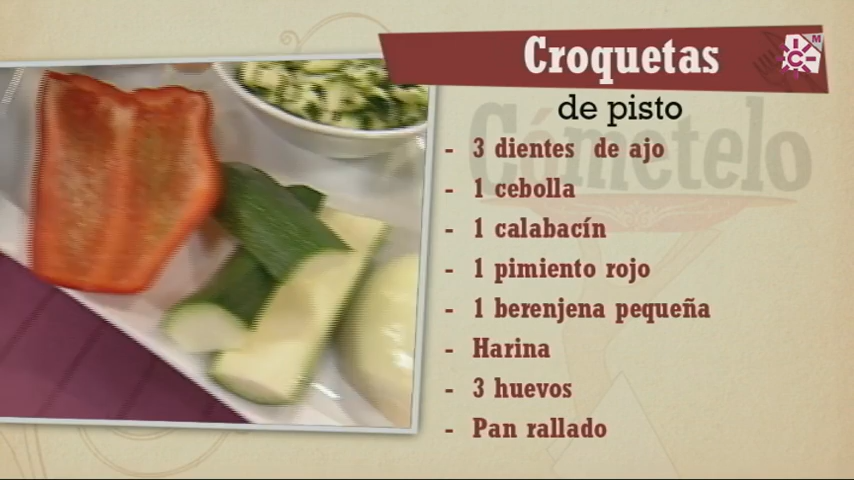 Croquetas
M
de pisto
Cómetelo
- 3 dientes de ajo
- 1 cebolla
- 1 calabacín
- 1 pimiento rojo
- 1 berenjena pequeña
- Harina
- 3 huevos
- Pan rallado